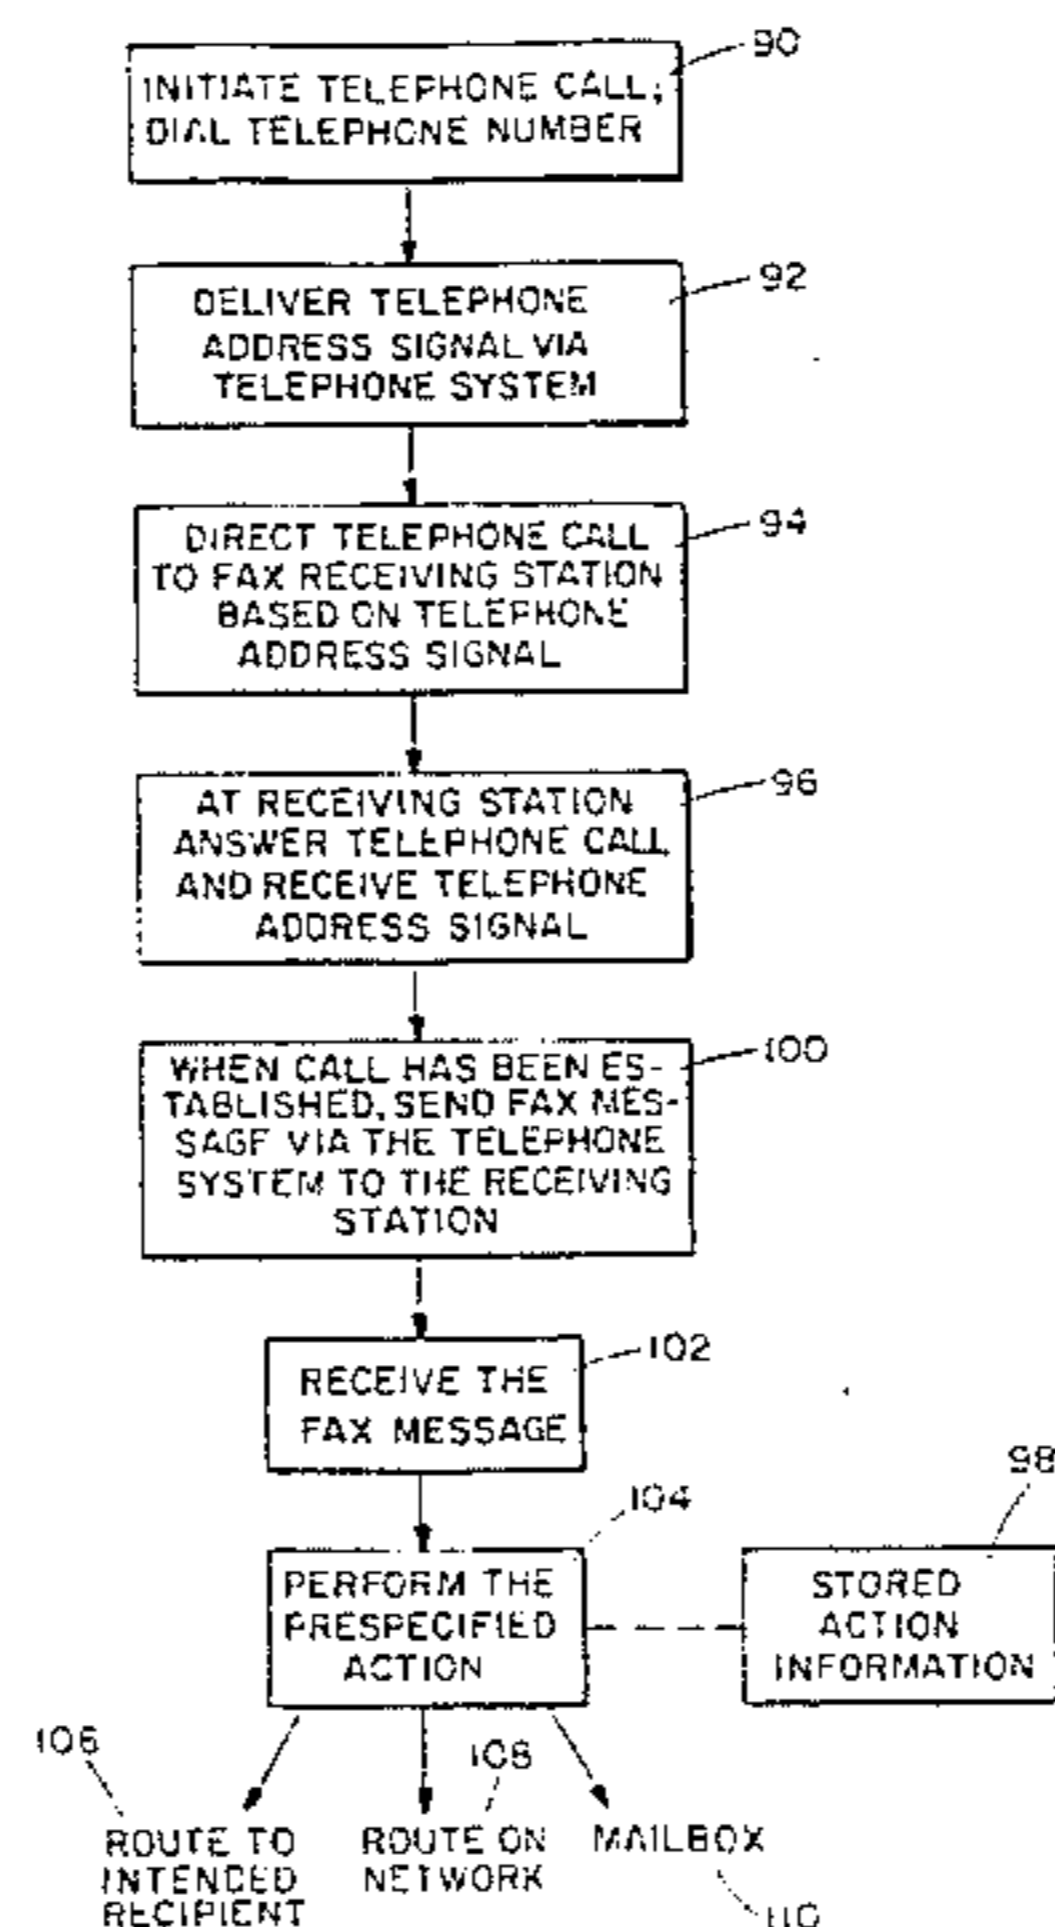 90
INITIATE TELEPHONE CALL;
DIAL TELEPHONE NUMBER
92
DELIVER TELEPHONE
ADDRESS SIGNAL VIA
TELEPHONE SYSTEM
94
DIRECT TELEPHONE CALL
TO FAX RECEIVING STATION
BASED ON TELEPHONE
ADDRESS SIGNAL
96
AT RECEIVING STATION
ANSWER TELEPHONE CALL
AND RECEIVE TELEPHONE
ADDRESS SIGNAL
100
WHEN CALL HAS BEEN ES-
TABLISHED, SEND FAX MES-
SAGE VIA THE TELEPHONE
SYSTEM TO THE RECEIVING
STATION
102
RECEIVE THE
FAX MESSAGE
104
PERFORM THE
PRESPECIFIED
ACTION
98
STORED
ACTION
INFORMATION
106
ROUTE TO
INTENDED
RECIPIENT
108
ROUTE ON
NETWORK
MAILBOX
110